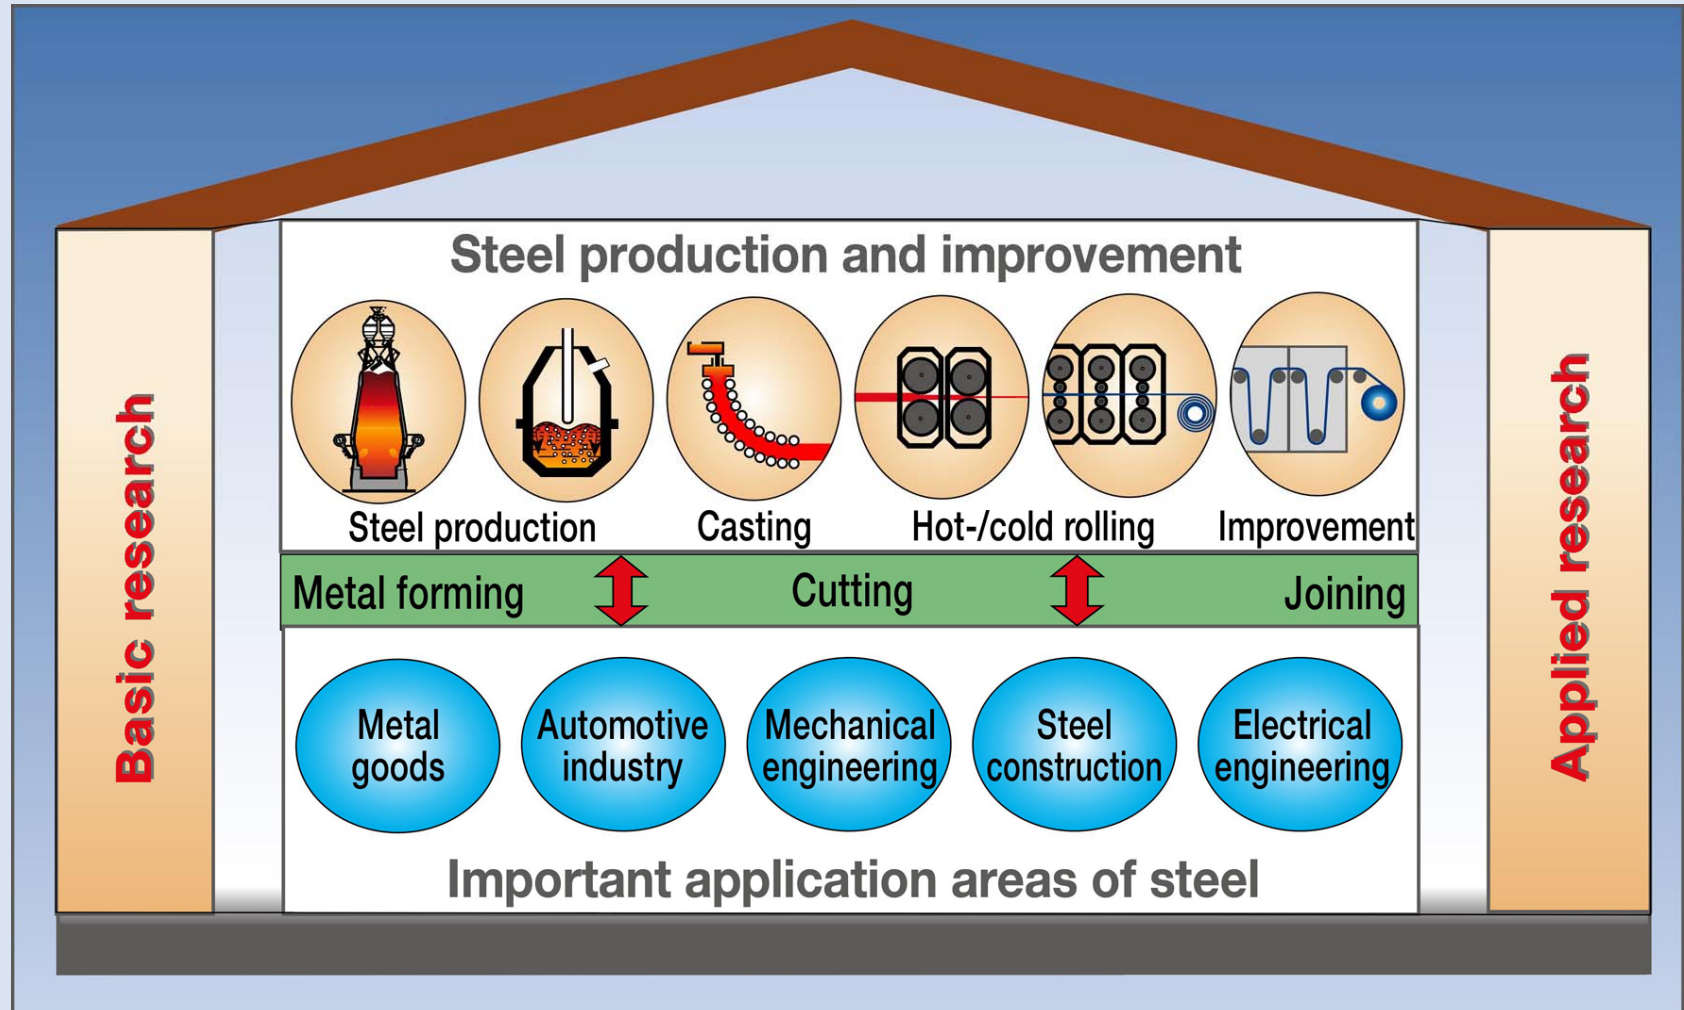 Steel production and improvement
Steel production
Casting
Hot-/cold rolling
Improvement
Metal forming
Cutting
Joining
Metal
goods
Automotive
industry
Mechanical
engineering
Steel
construction
Electrical
engineering
Important application areas of steel
Basic research
Applied research